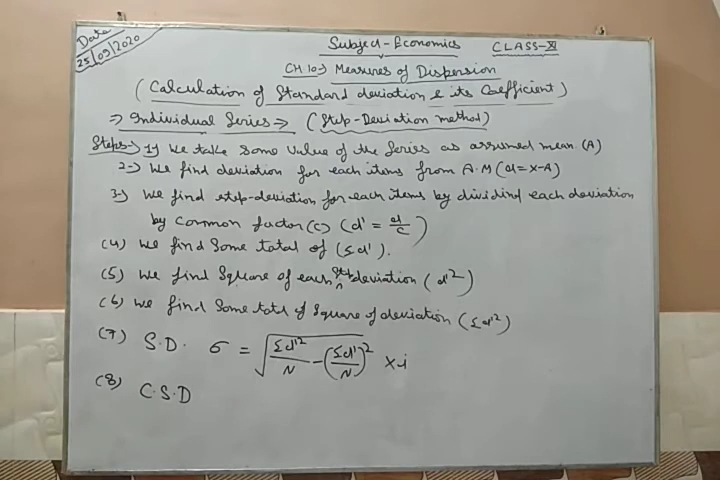 Date
25/09/2020
Subject-Economics CLASS-XI
CH 10→ Measures of Dispersion
(Calculation of Standard deviation & its Coefficient)
⇒ Individual Series ⇒ (Step-Deviation method)
Steps→ 1) We take some value of the series as assumed mean (A)
2→ We find deviation for each items from A.M (d=X-A)
3→ We find step-deviation for each items by dividind each deviation
by common factor (c) (d' = d/c)
(4) we find Some total of (Σd').
(5) we find Square of each step deviation (d'²)
(6) we find Some total of Square of deviation (Σd'²)
(7) S.D. σ = √(Σd'²/N - (Σd'/N)²) × i
(8) C.S.D